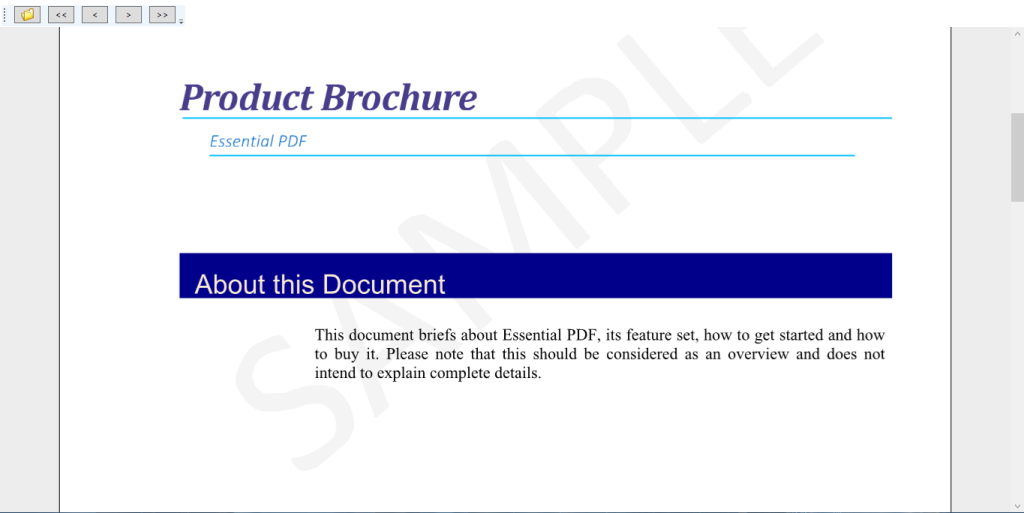 << < > >>
Product Brochure
Essential PDF
SAMPLE
About this Document
This document briefs about Essential PDF, its feature set, how to get started and how
to buy it. Please note that this should be considered as an overview and does not
intend to explain complete details.